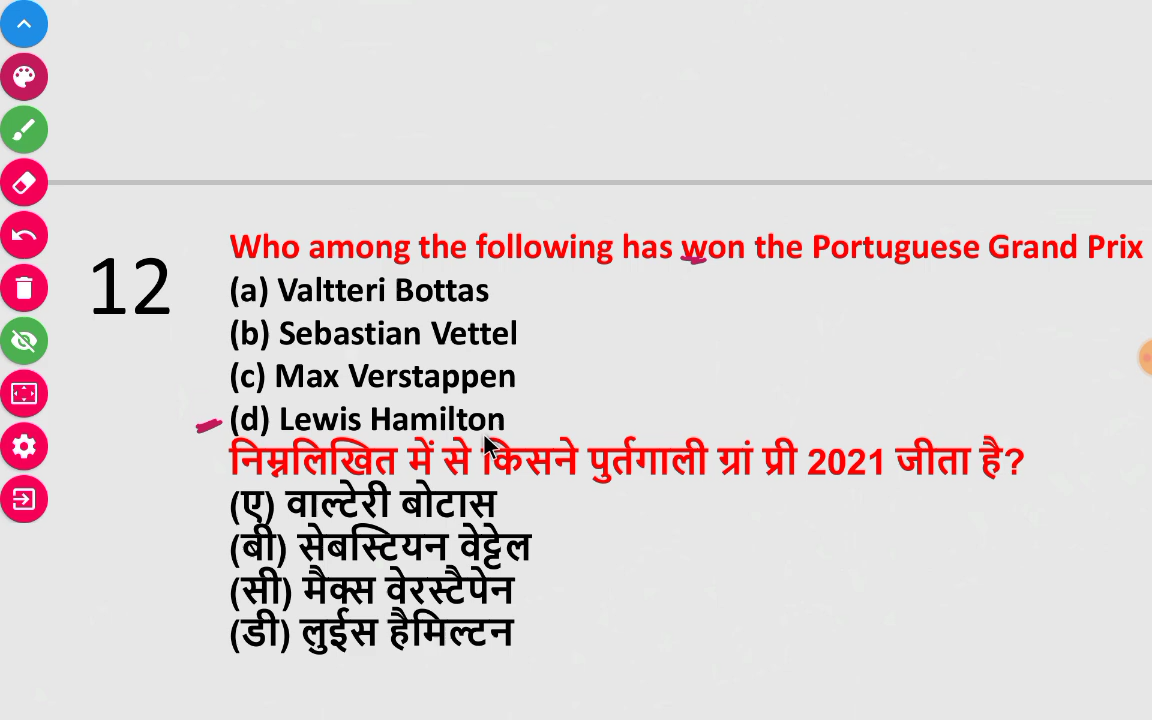 12
Who among the following has won the Portuguese Grand Prix
(a) Valtteri Bottas
(b) Sebastian Vettel
(c) Max Verstappen
(d) Lewis Hamilton
निम्नलिखित में से किसने पुर्तगाली ग्रां प्री 2021 जीता है?
(ए) वाल्टेरी बोटास
(बी) सेबस्टियन वेट्टेल
(सी) मैक्स वेरस्टैपेन
(डी) लुईस हैमिल्टन